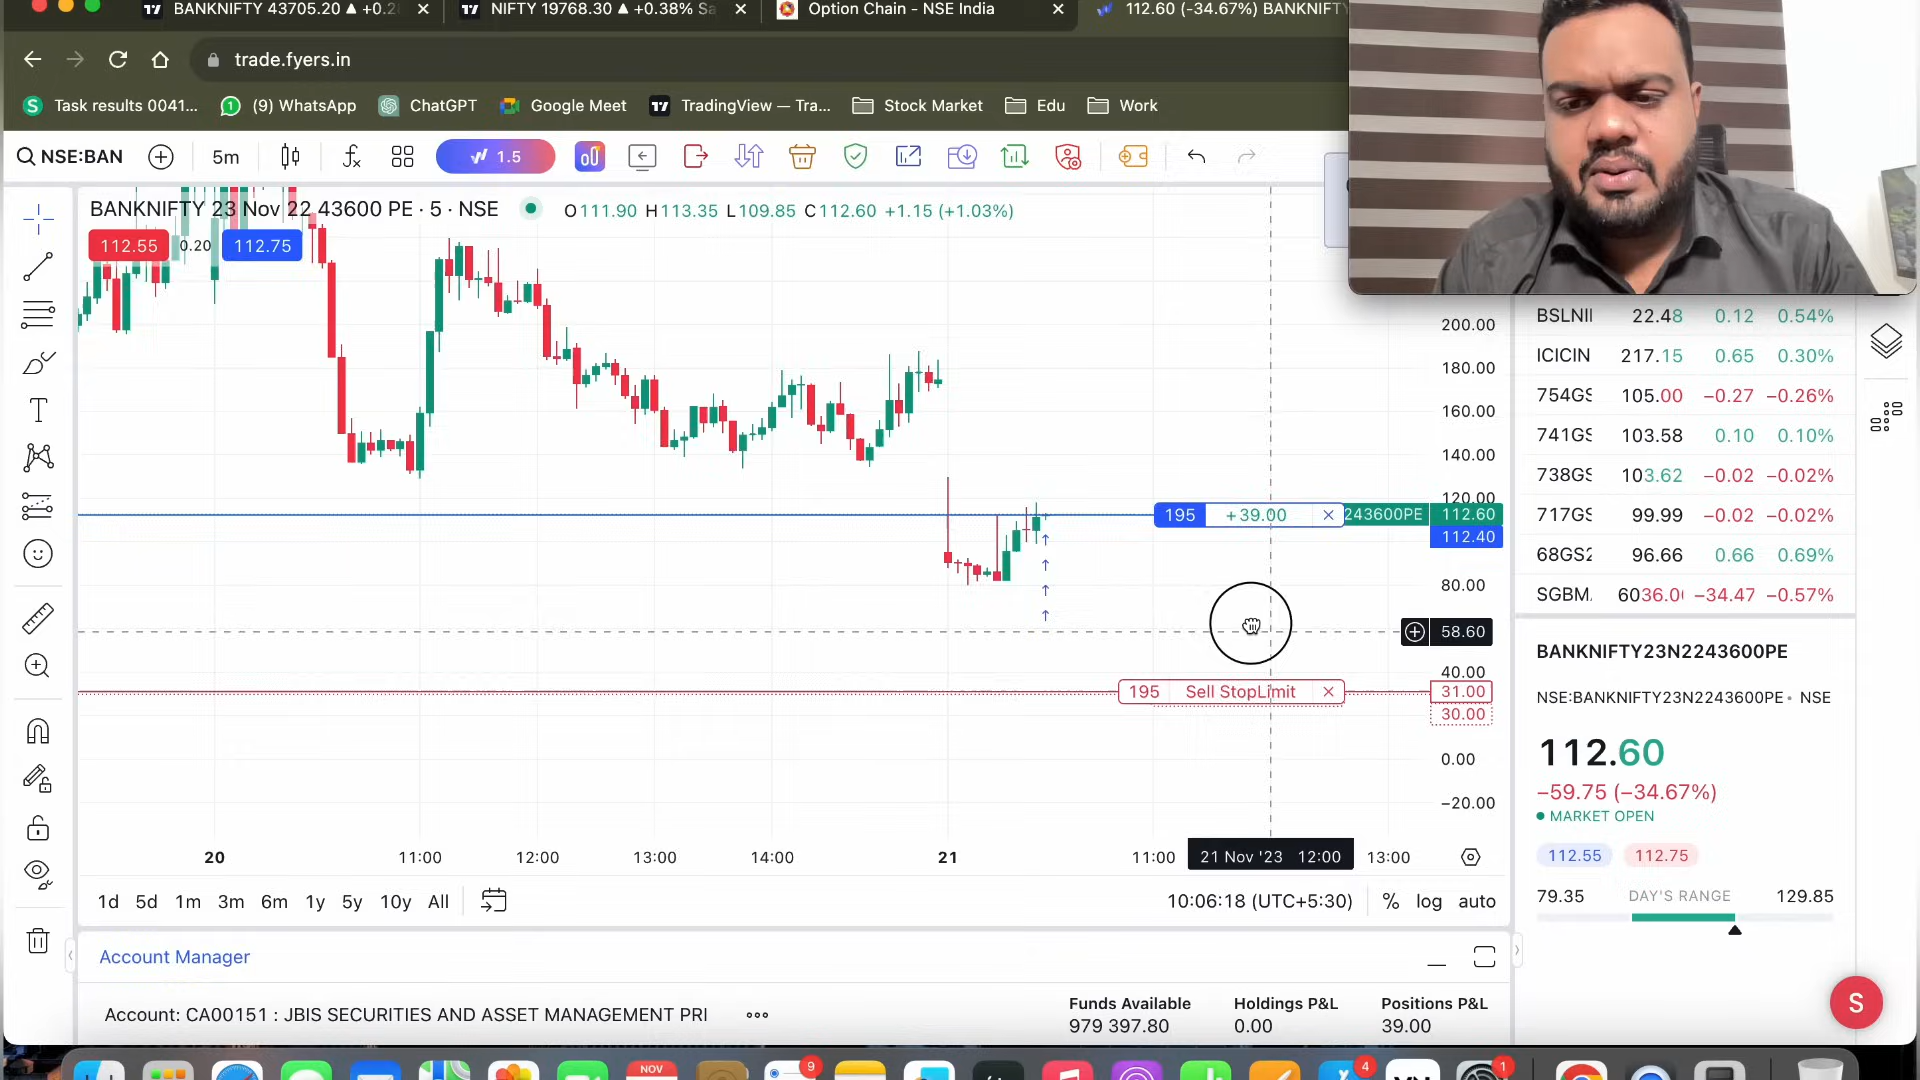 BANKNIFTY 43705.20 ▲ +0.2
NIFTY 19768.30 ▲ +0.38% Sa
Option Chain - NSE India
112.60 (-34.67%) BANKNIFTY
trade.fyers.in
Task results 0041...
(9) WhatsApp
ChatGPT
Google Meet
TradingView — Tra...
Stock Market
Edu
Work
NSE:BAN
5m
1.5
BANKNIFTY 23 Nov 22 43600 PE · 5 · NSE
O111.90 H113.35 L109.85 C112.60 +1.15 (+1.03%)
112.55
0.20
112.75
200.00
180.00
160.00
140.00
120.00
195 +39.00
243600PE
112.60
112.40
80.00
58.60
40.00
195 Sell StopLimit
31.00
30.00
0.00
−20.00
20
11:00
12:00
13:00
14:00
21
11:00
21 Nov '23 12:00
13:00
1d 5d 1m 3m 6m 1y 5y 10y All
10:06:18 (UTC+5:30)
% log auto
Account Manager
Account: CA00151 : JBIS SECURITIES AND ASSET MANAGEMENT PRI
Funds Available
979 397.80
Holdings P&L
0.00
Positions P&L
39.00
BSLNII 22.48 0.12 0.54%
ICICIN 217.15 0.65 0.30%
754GS 105.00 −0.27 −0.26%
741GS 103.58 0.10 0.10%
738GS 103.62 −0.02 −0.02%
717GS 99.99 −0.02 −0.02%
68GS2 96.66 0.66 0.69%
SGBM. 6036.0 −34.47 −0.57%
BANKNIFTY23N2243600PE
NSE:BANKNIFTY23N2243600PE • NSE
112.60
−59.75 (−34.67%)
MARKET OPEN
112.55
112.75
79.35 DAY'S RANGE 129.85
S
NOV
9
4
1